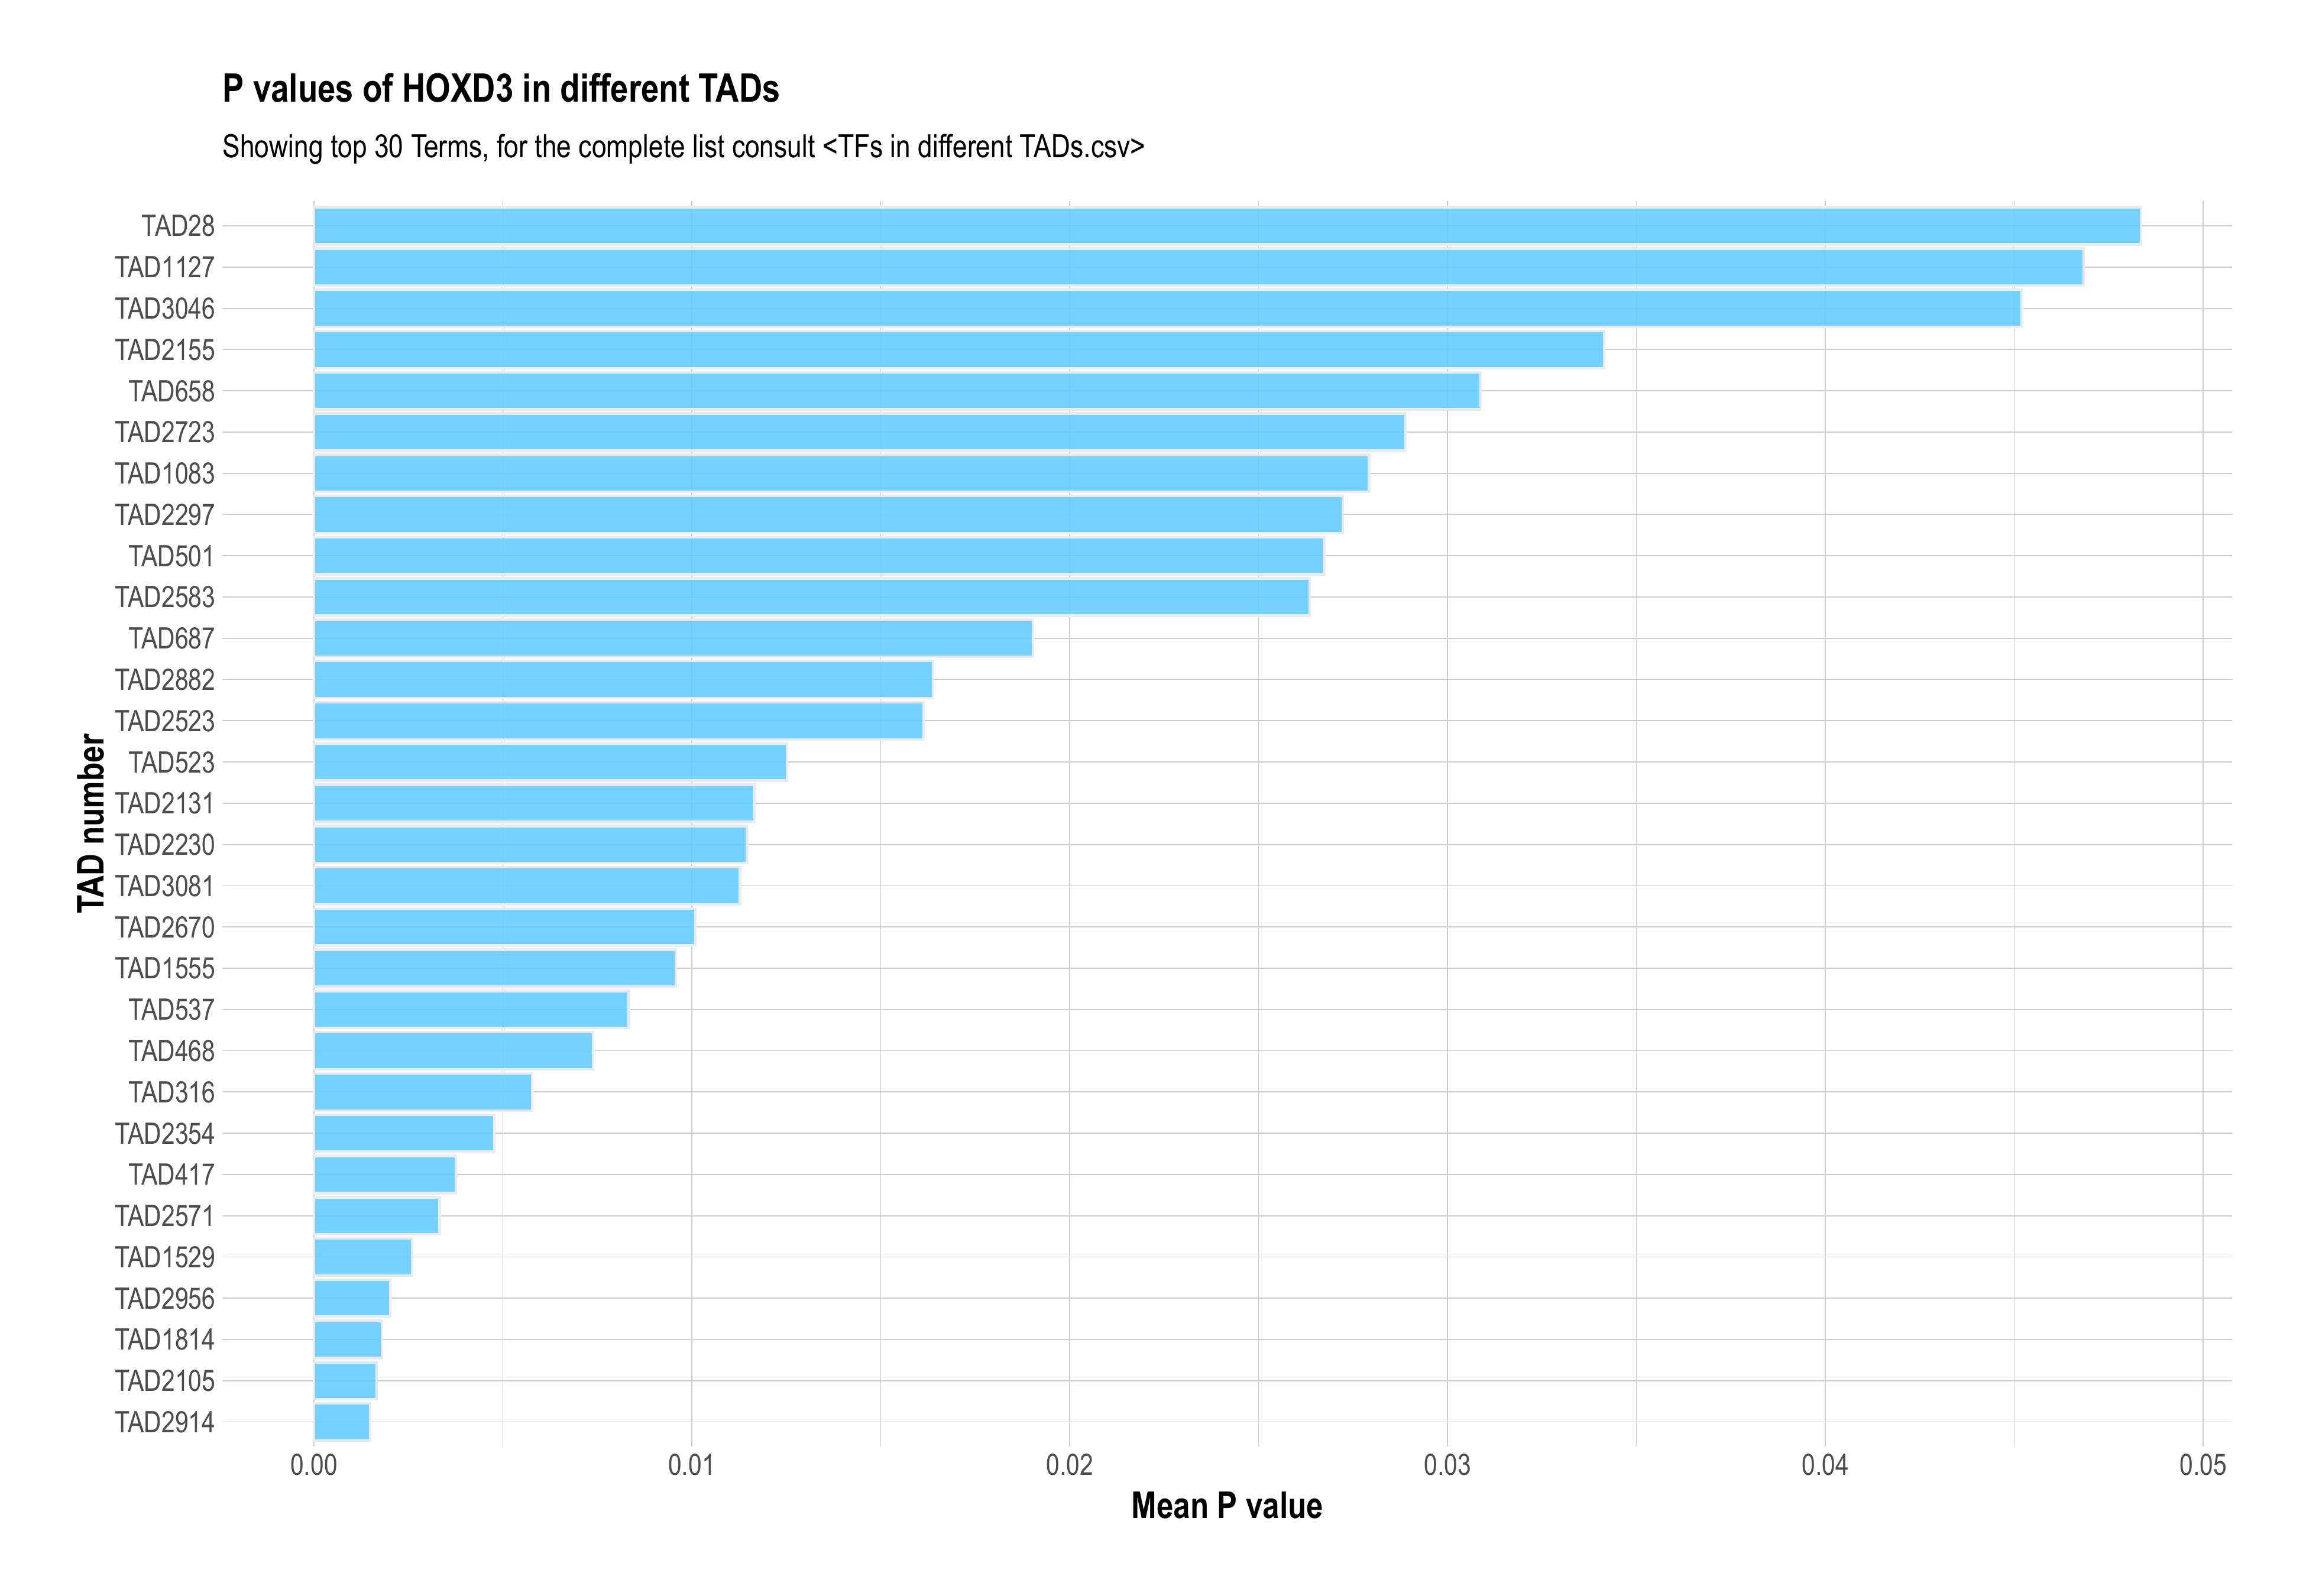 P values of HOXD3 in different TADs
Showing top 30 Terms, for the complete list consult <TFs in different TADs.csv>
TAD number
TAD28
TAD1127
TAD3046
TAD2155
TAD658
TAD2723
TAD1083
TAD2297
TAD501
TAD2583
TAD687
TAD2882
TAD2523
TAD523
TAD2131
TAD2230
TAD3081
TAD2670
TAD1555
TAD537
TAD468
TAD316
TAD2354
TAD417
TAD2571
TAD1529
TAD2956
TAD1814
TAD2105
TAD2914
0.00 0.01 0.02 0.03 0.04 0.05
Mean P value